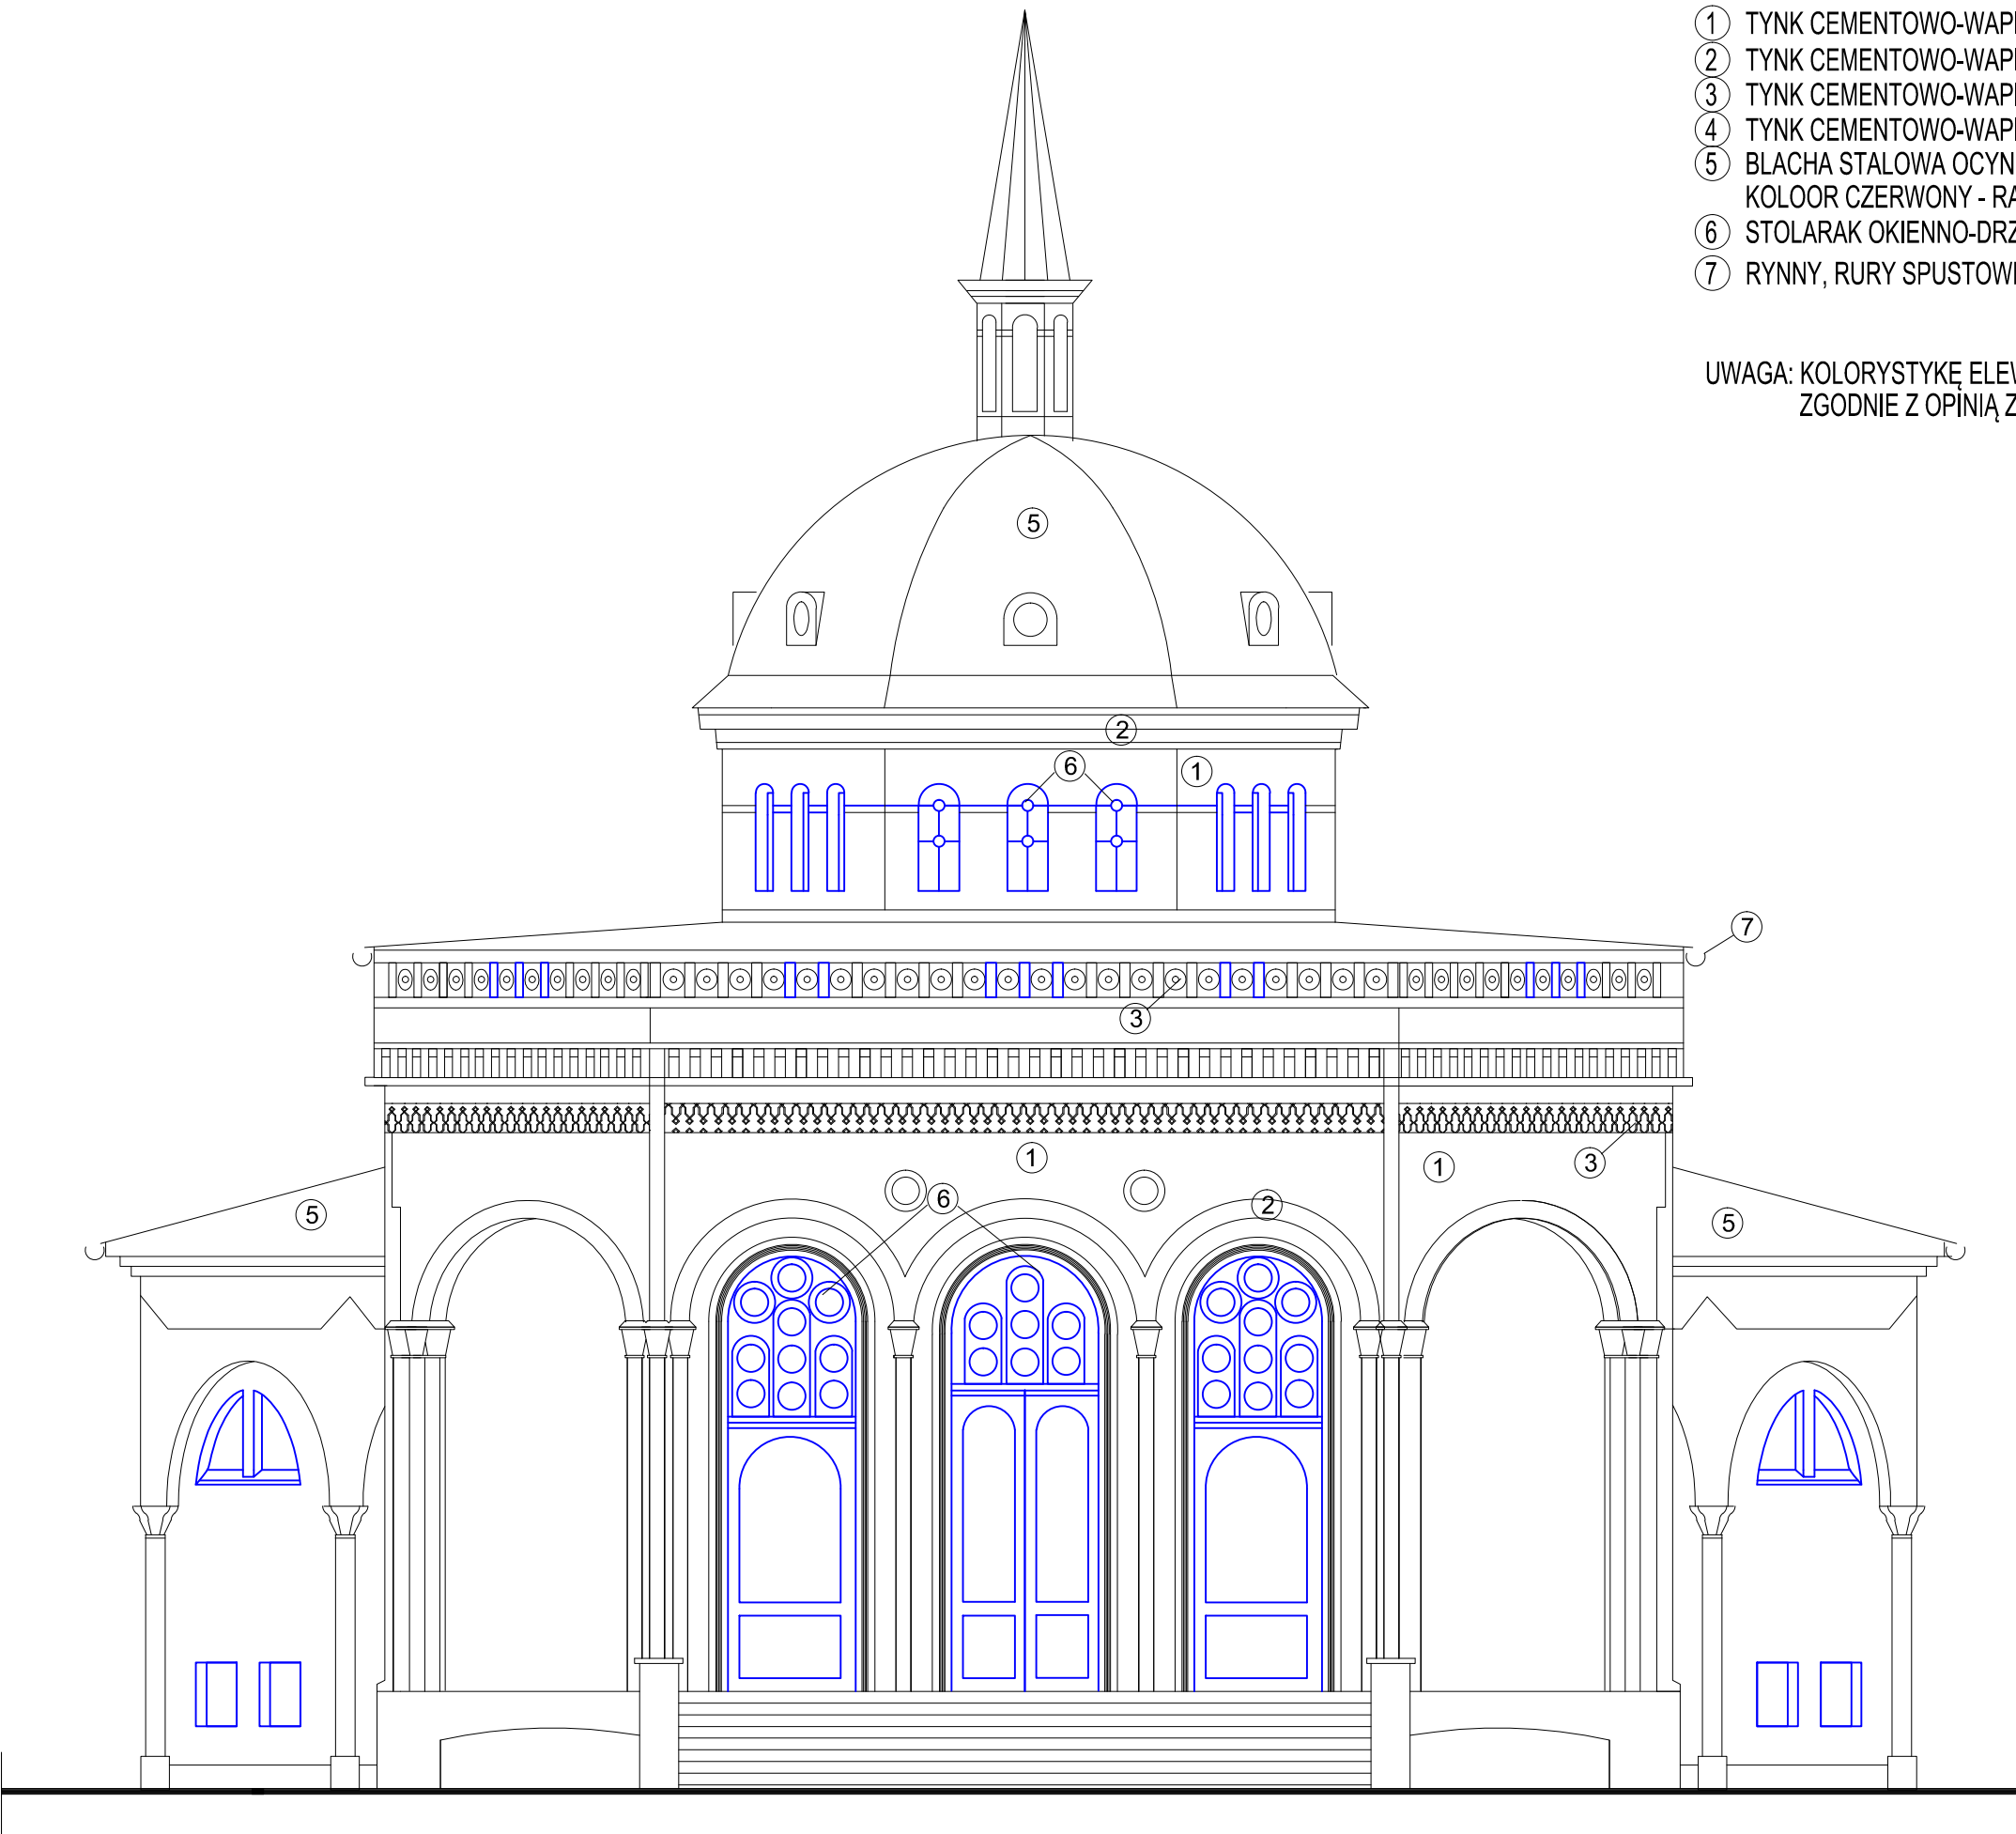 1 TYNK CEMENTOWO-WAP
2 TYNK CEMENTOWO-WAP
3 TYNK CEMENTOWO-WAP
4 TYNK CEMENTOWO-WAP
5 BLACHA STALOWA OCYN
KOLOOR CZERWONY - RA
6 STOLARAK OKIENNO-DRZ
7 RYNNY, RURY SPUSTOW
UWAGA: KOLORYSTYKĘ ELEW
ZGODNIE Z OPINIĄ Z
5
2
6 1
7
3
1
1 3
6 2
5 5